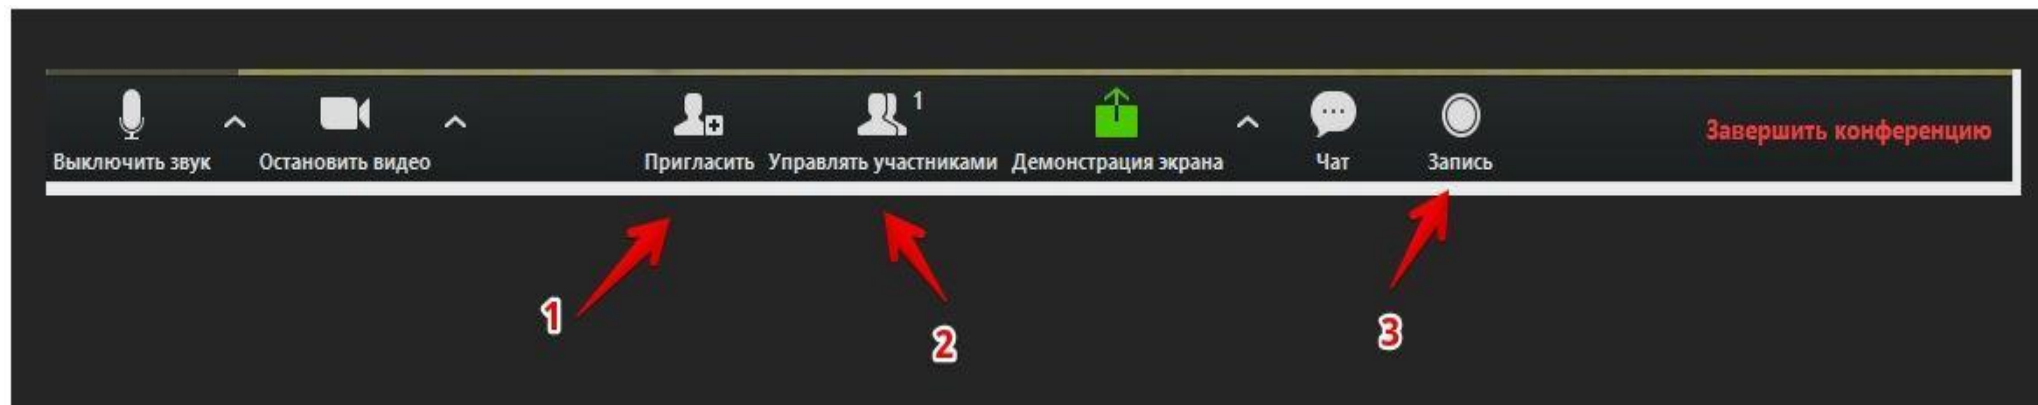 1
Выключить звук Остановить видео Пригласить Управлять участниками Демонстрация экрана Чат Запись Завершить конференцию
1 2 3